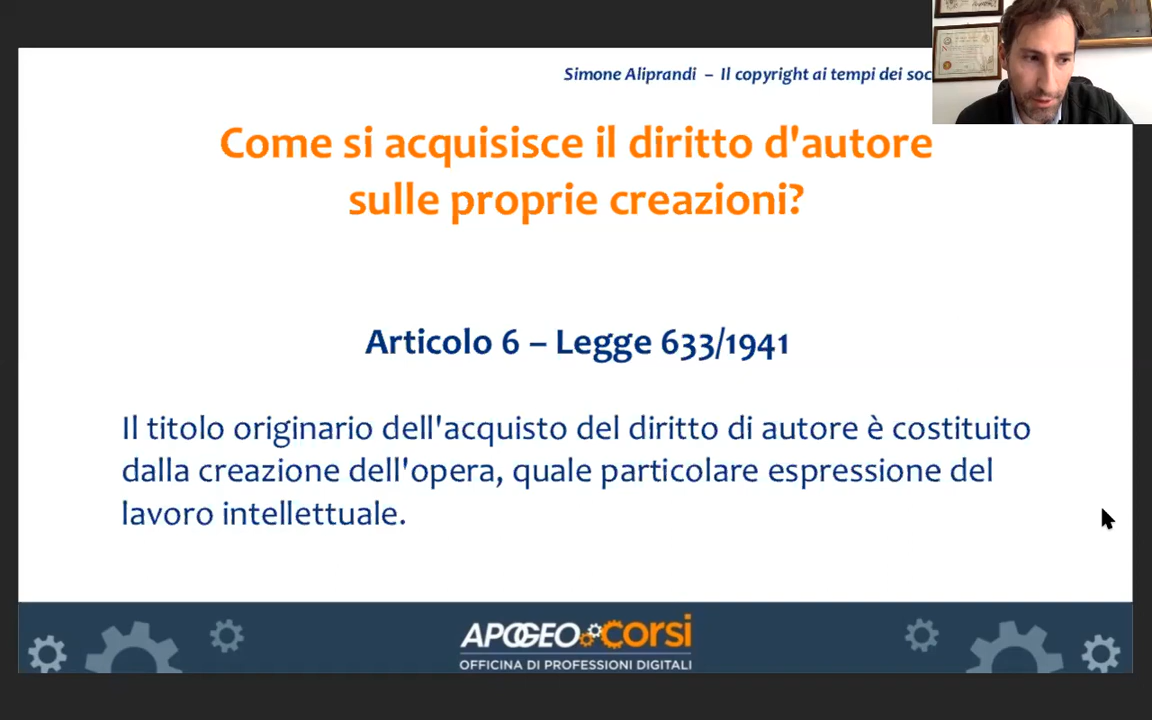 Simone Aliprandi – Il copyright ai tempi dei
Come si acquisisce il diritto d'autore
sulle proprie creazioni?
Articolo 6 – Legge 633/1941
Il titolo originario dell'acquisto del diritto di autore è costituito
dalla creazione dell'opera, quale particolare espressione del
lavoro intellettuale.
APOGEO CORSI
OFFICINA DI PROFESSIONI DIGITALI